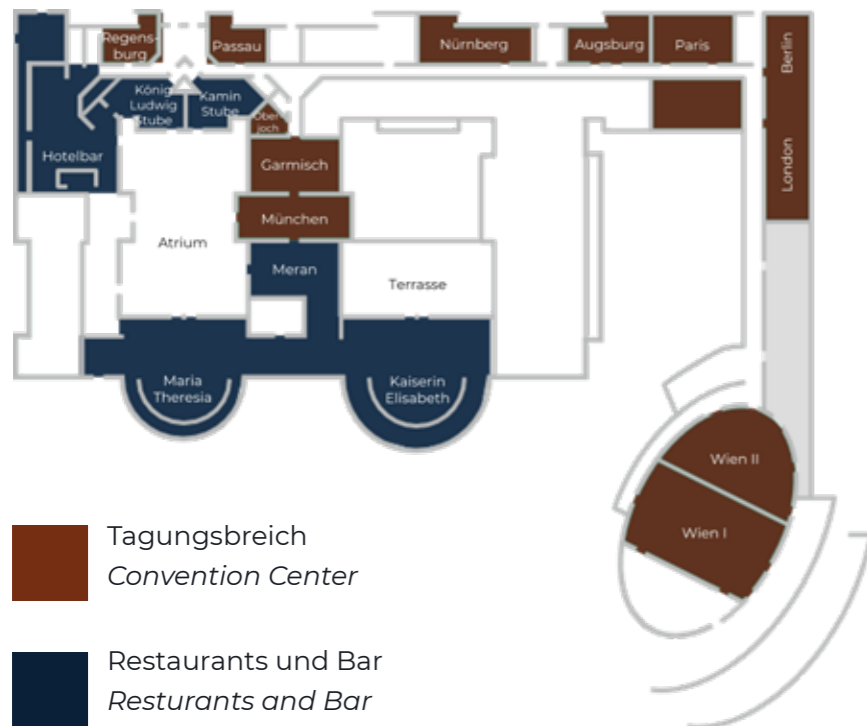 Regens-
burg
Passau
Nürnberg
Augsburg
Paris
Berlin
König
Ludwig
Stube
Kamin
Stube
Ober
joch
Hotelbar
Garmisch
London
München
Atrium
Meran
Terrasse
Maria
Theresia
Kaiserin
Elisabeth
Wien II
Wien I
Tagungsbreich
Convention Center
Restaurants und Bar
Resturants and Bar